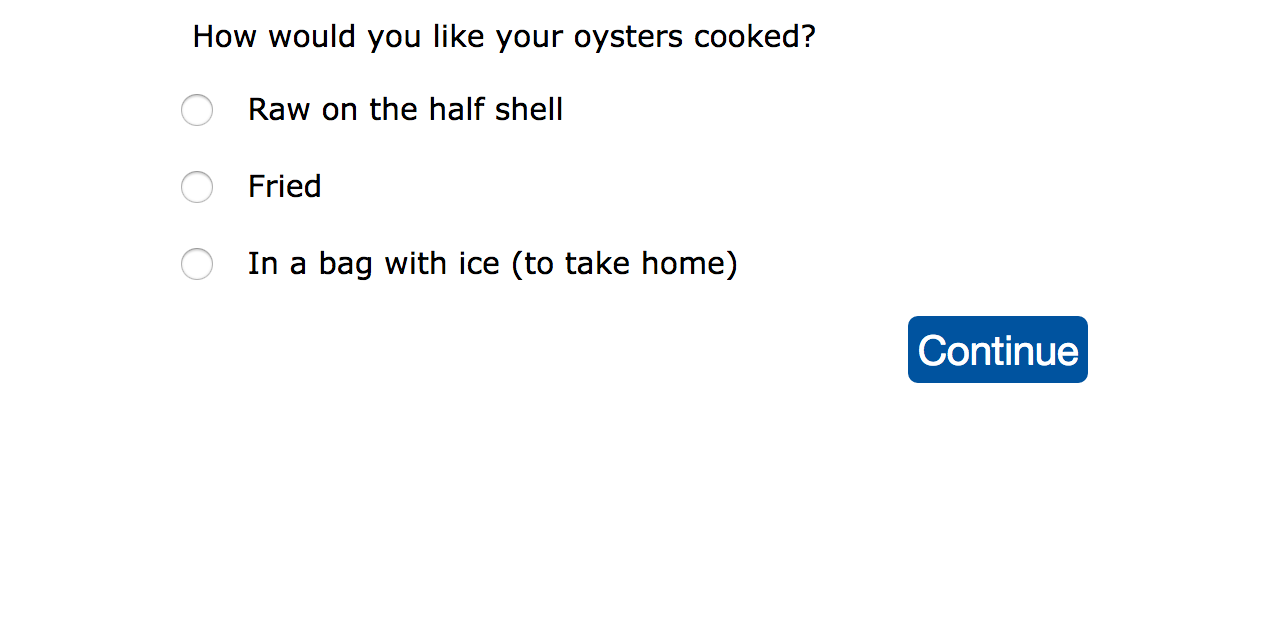 How would you like your oysters cooked?
Raw on the half shell
Fried
In a bag with ice (to take home)
Continue